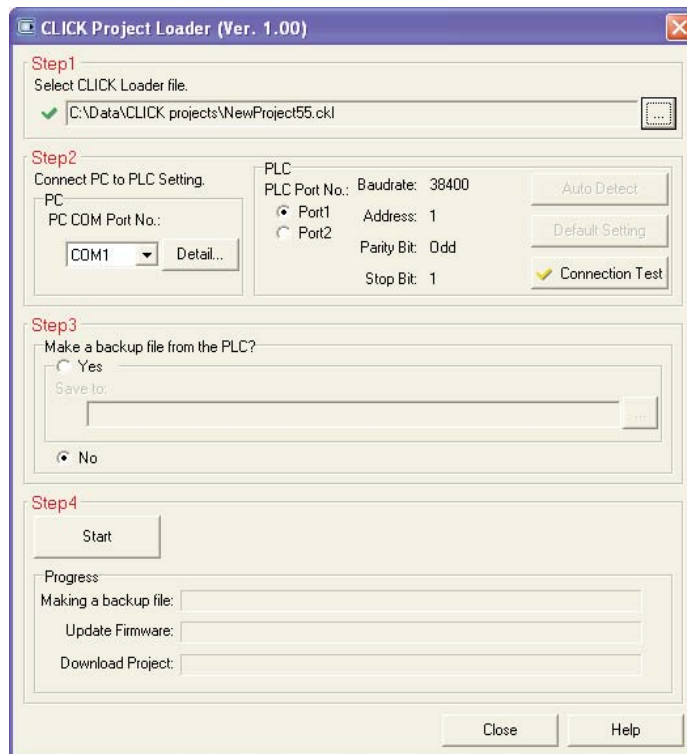 CLICK Project Loader (Ver. 1.00)
Step1
Select CLICK Loader file.
C:\Data\CLICK projects\NewProject55.ckl
...
Step2
Connect PC to PLC Setting.
PC
PC COM Port No.:
COM1
Detail...
PLC
PLC Port No.:
Port1
Port2
Baudrate: 38400
Address: 1
Parity Bit: Odd
Stop Bit: 1
Auto Detect
Default Setting
Connection Test
Step3
Make a backup file from the PLC?
Yes
Save to:
...
No
Step4
Start
Progress
Making a backup file:
Update Firmware:
Download Project:
Close
Help